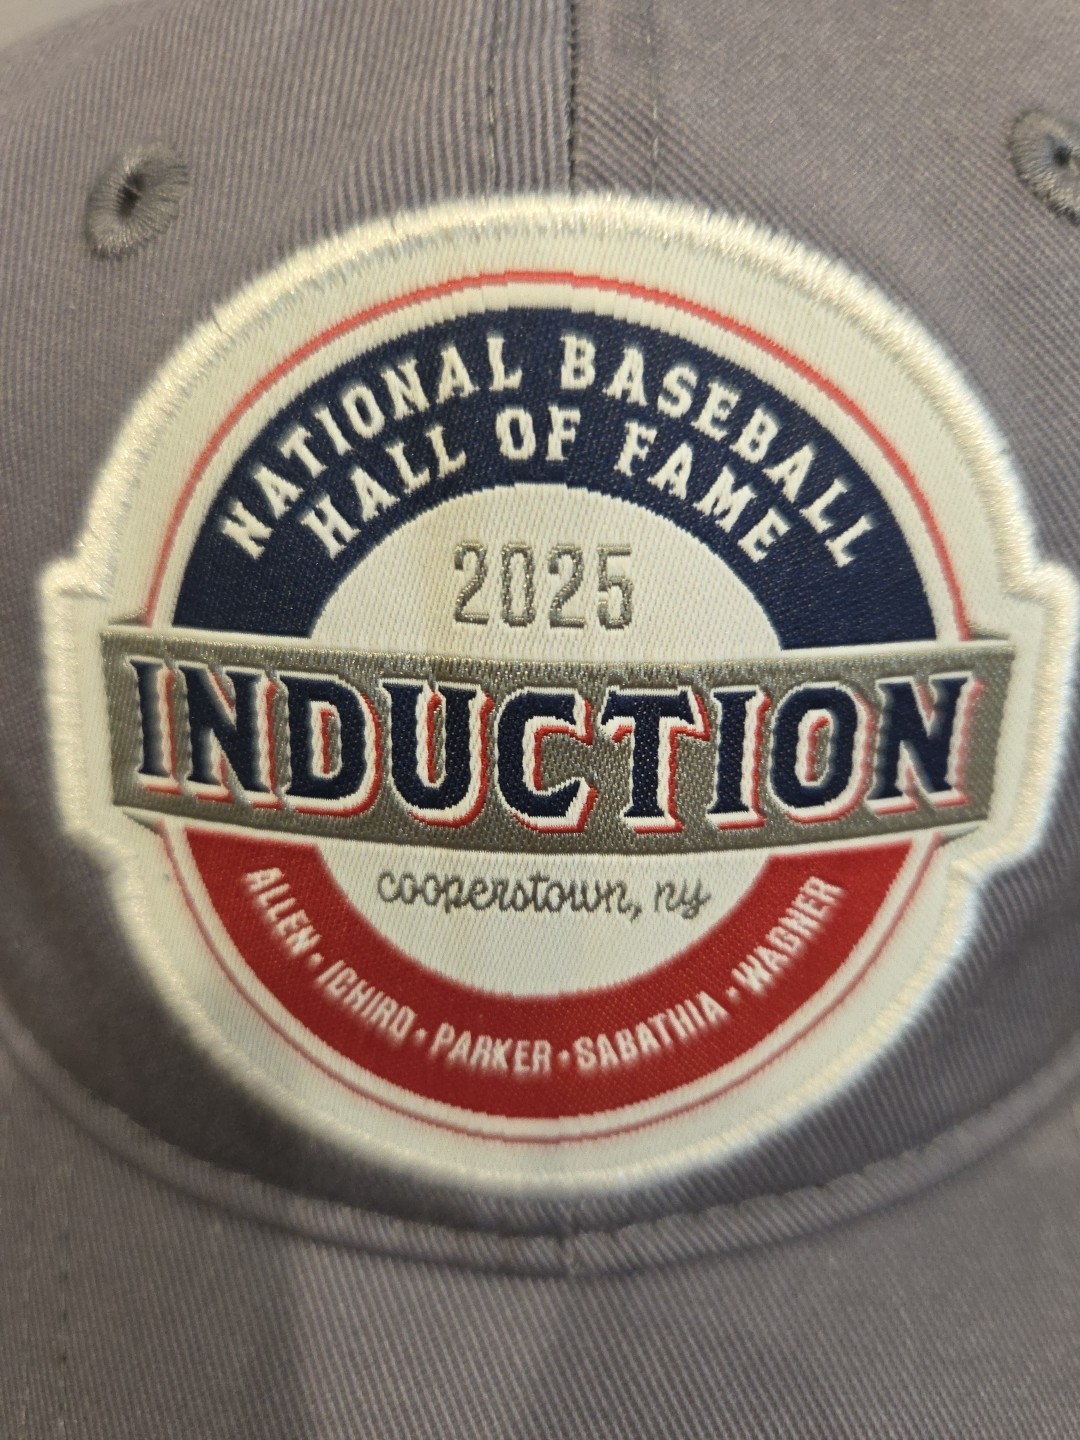 NATIONAL BASEBALL
HALL OF FAME
2025
INDUCTION
cooperstown, ny
ALLEN • ICHIRO • PARKER • SABATHIA • WAGNER